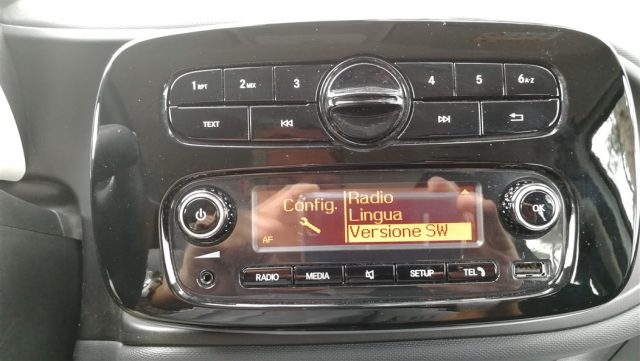 1 RPT 2 MIX 3 4 5 6 A-Z
TEXT
Config. Radio
Lingua
Versione SW
AF
OK
RADIO MEDIA SETUP TEL